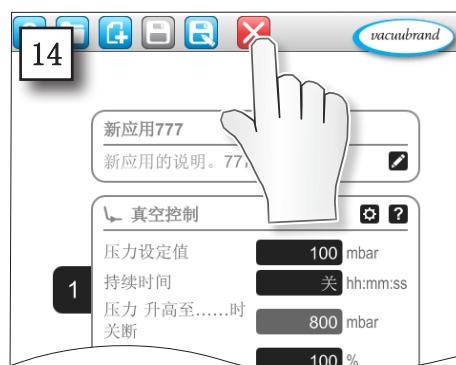 14
vacuubrand
新应用777
新应用的说明。777
真空控制
?
压力设定值 100 mbar
1
持续时间 关 hh:mm:ss
压力 升高至……时
关断
800 mbar
100 %